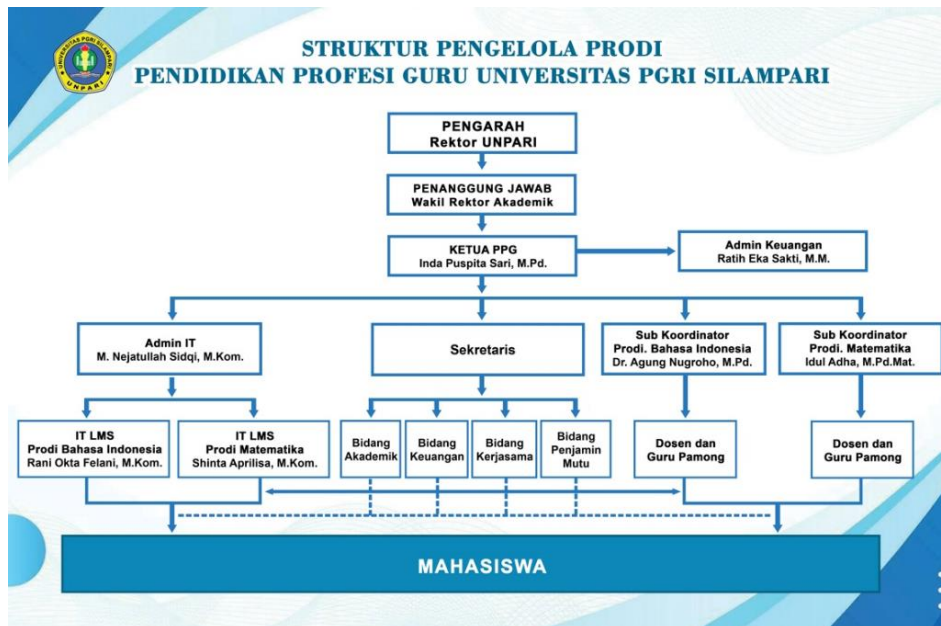 UNIVERSITAS PGRI SILAMPARI
UNPARI
STRUKTUR PENGELOLA PRODI
PENDIDIKAN PROFESI GURU UNIVERSITAS PGRI SILAMPARI
PENGARAH
Rektor UNPARI
PENANGGUNG JAWAB
Wakil Rektor Akademik
KETUA PPG
Inda Puspita Sari, M.Pd.
Admin Keuangan
Ratih Eka Sakti, M.M.
Admin IT
M. Nejatullah Sidqi, M.Kom.
Sekretaris
Sub Koordinator
Prodi. Bahasa Indonesia
Dr. Agung Nugroho, M.Pd.
Sub Koordinator
Prodi. Matematika
Idul Adha, M.Pd.Mat.
IT LMS
Prodi Bahasa Indonesia
Rani Okta Felani, M.Kom.
IT LMS
Prodi Matematika
Shinta Aprilisa, M.Kom.
Bidang
Akademik
Bidang
Keuangan
Bidang
Kerjasama
Bidang
Penjamin
Mutu
Dosen dan
Guru Pamong
Dosen dan
Guru Pamong
MAHASISWA